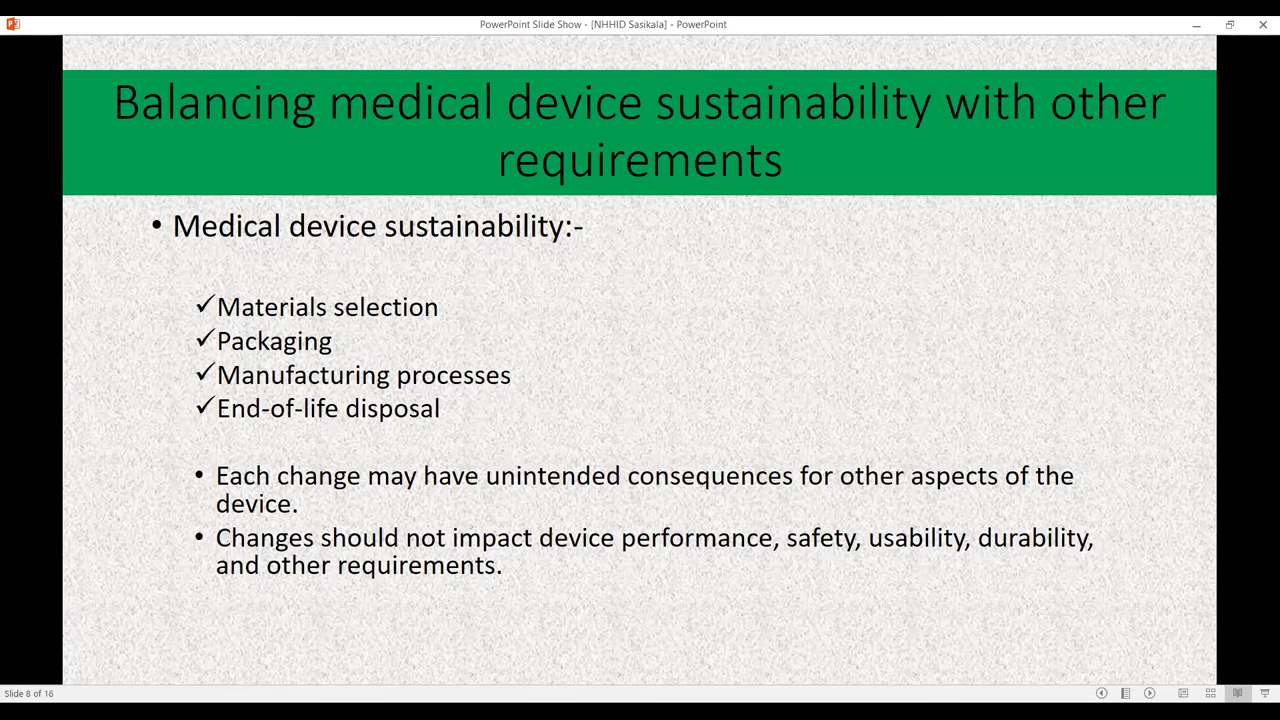 PowerPoint Slide Show - [NHHID Sasikala] - PowerPoint
Balancing medical device sustainability with other
requirements
• Medical device sustainability:-
✓Materials selection
✓Packaging
✓Manufacturing processes
✓End-of-life disposal
• Each change may have unintended consequences for other aspects of the
device.
• Changes should not impact device performance, safety, usability, durability,
and other requirements.
Slide 8 of 16